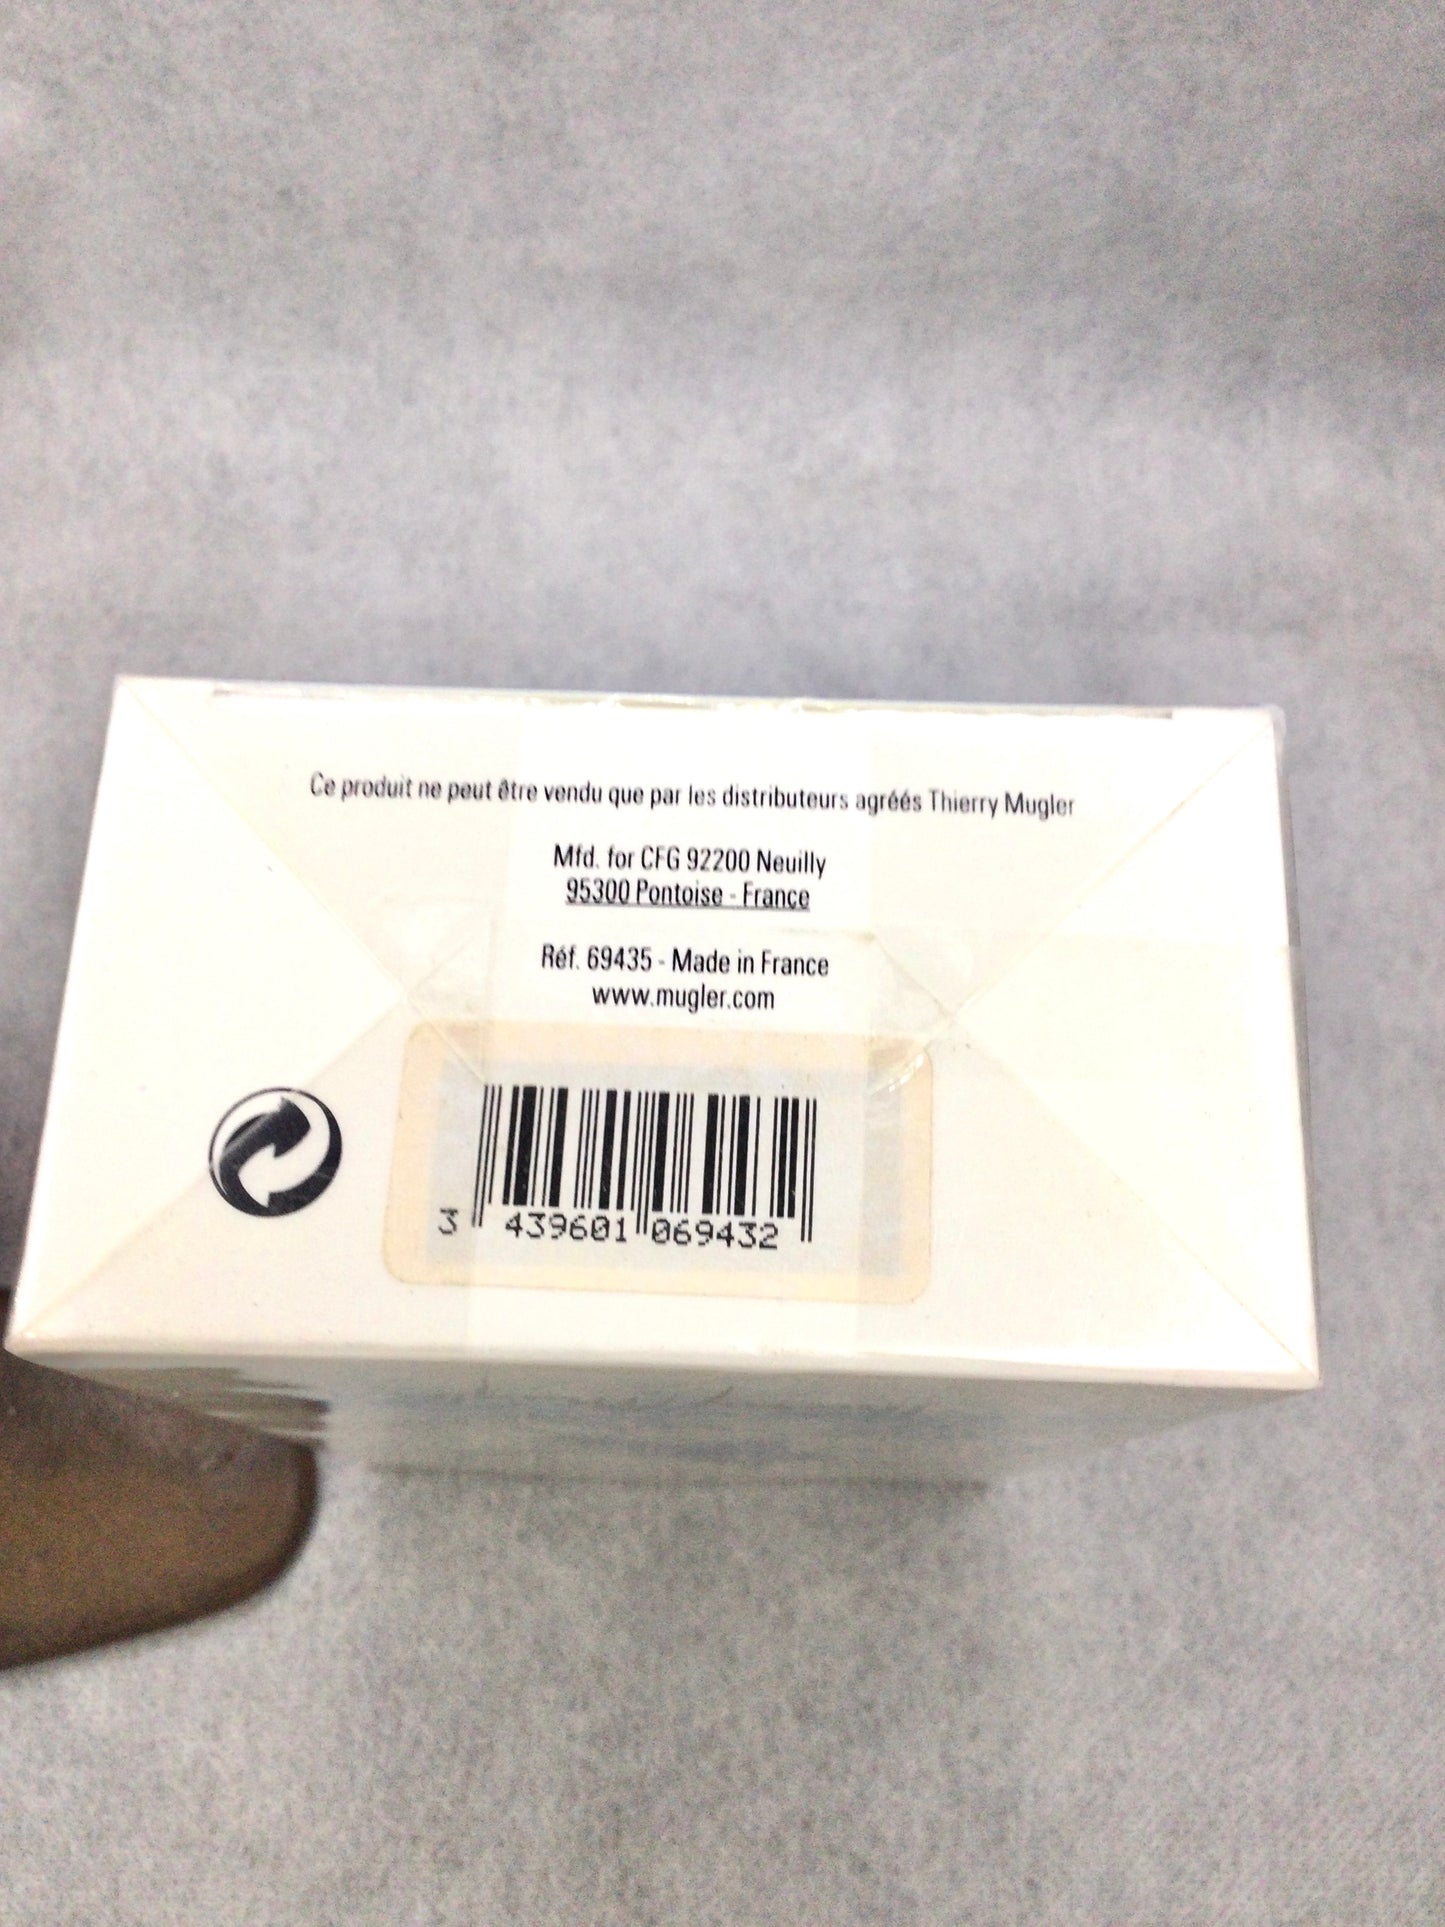 Ce produit ne peut être vendu que par les distributeurs agréés Thierry Mugler
Mfd. for CFG 92200 Neuilly
95300 Pontoise - France
Réf. 69435 - Made in France
www.mugler.com
3 439601 069432